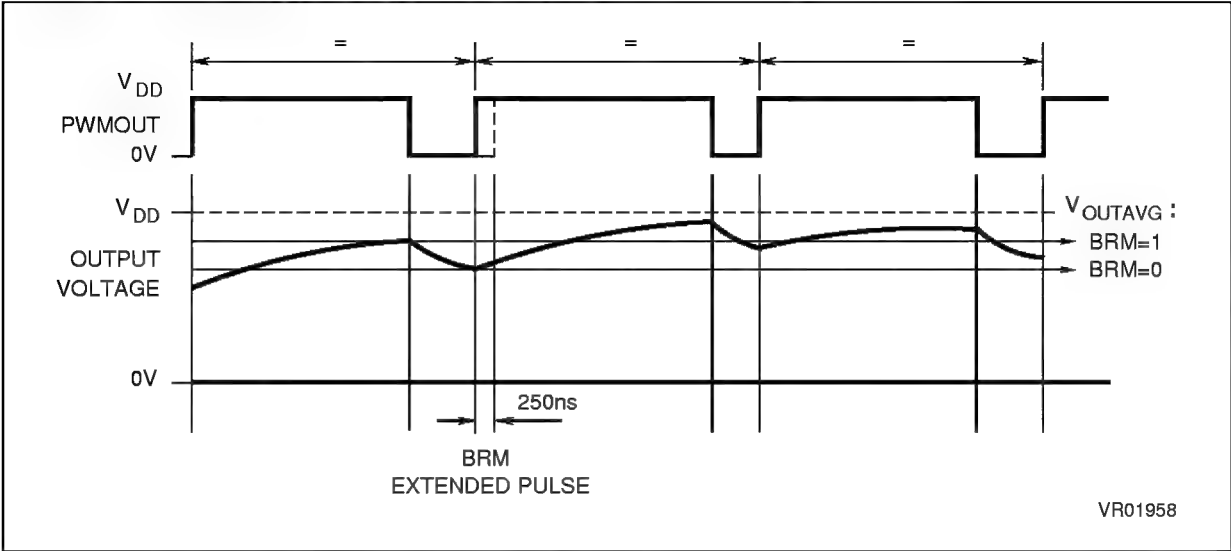 = = =
V DD
PWMOUT
0V
V DD
V OUTAVG :
BRM=1
OUTPUT
BRM=0
VOLTAGE
0V
250ns
BRM
EXTENDED PULSE
VR01958